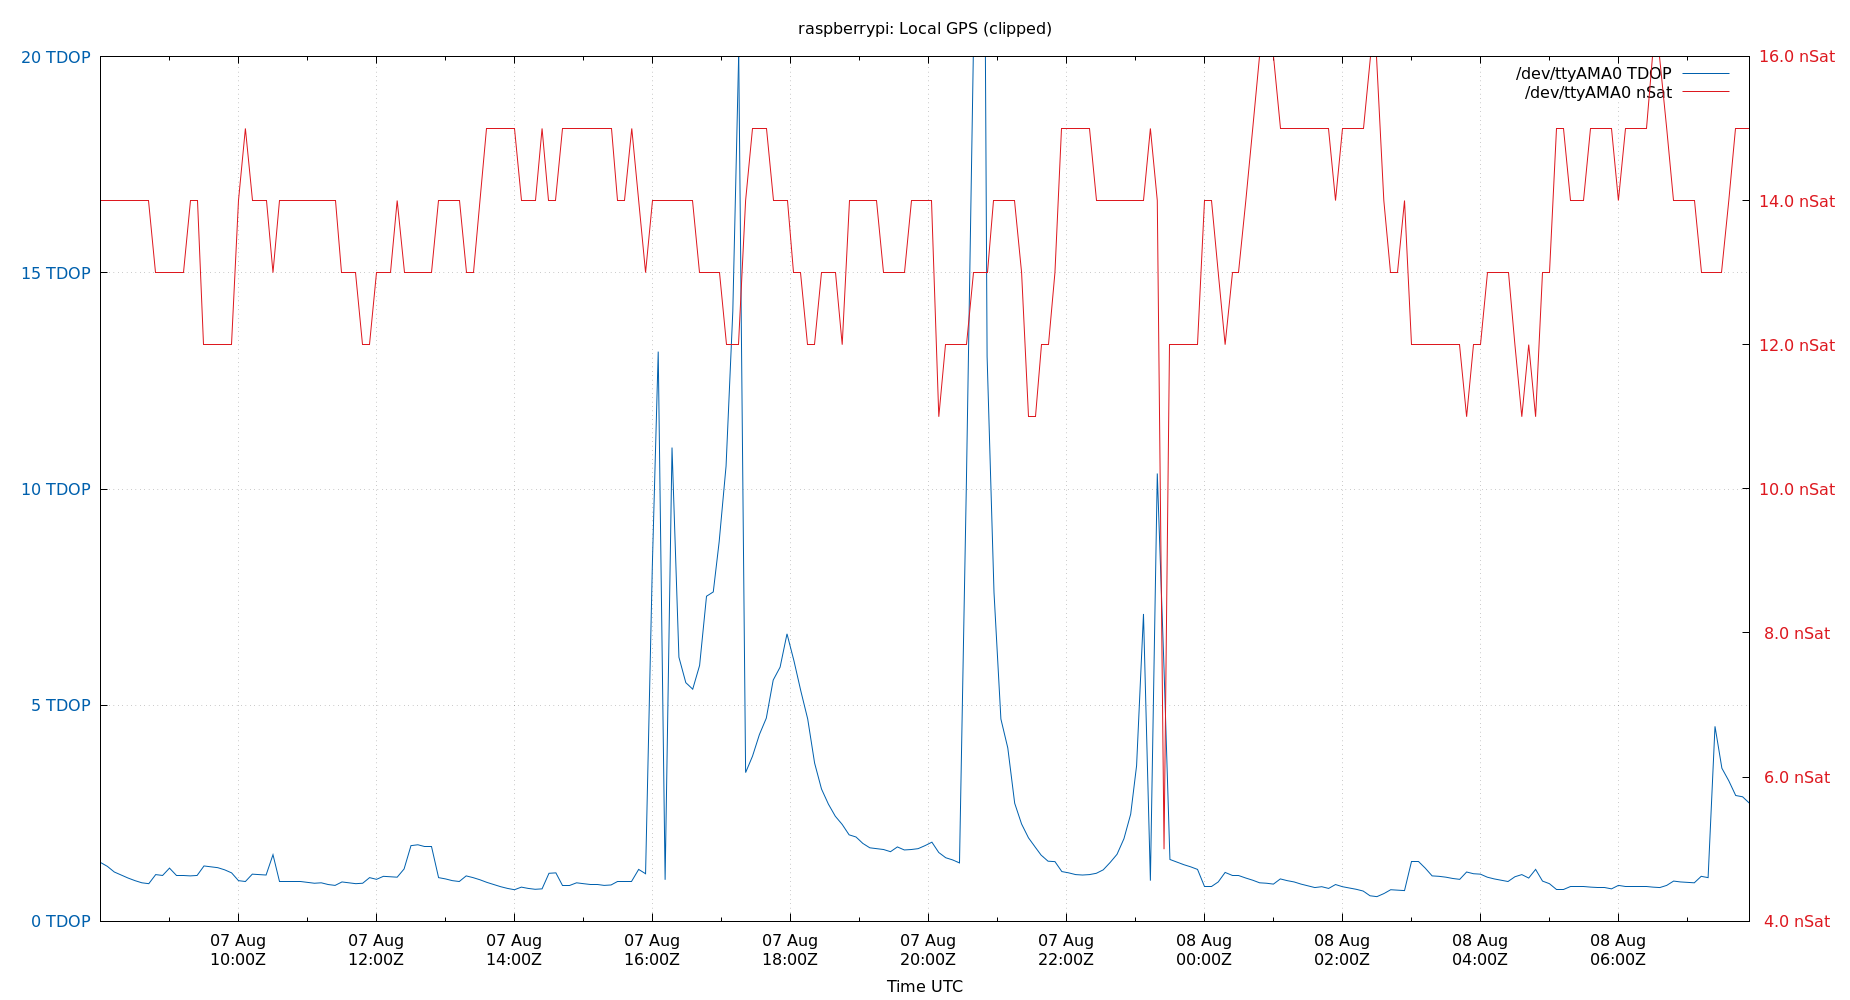 raspberrypi: Local GPS (clipped)
20 TDOP
15 TDOP
10 TDOP
5 TDOP
0 TDOP
16.0 nSat
14.0 nSat
12.0 nSat
10.0 nSat
8.0 nSat
6.0 nSat
4.0 nSat
/dev/ttyAMA0 TDOP
/dev/ttyAMA0 nSat
07 Aug
10:00Z
07 Aug
12:00Z
07 Aug
14:00Z
07 Aug
16:00Z
07 Aug
18:00Z
07 Aug
20:00Z
07 Aug
22:00Z
08 Aug
00:00Z
08 Aug
02:00Z
08 Aug
04:00Z
08 Aug
06:00Z
Time UTC